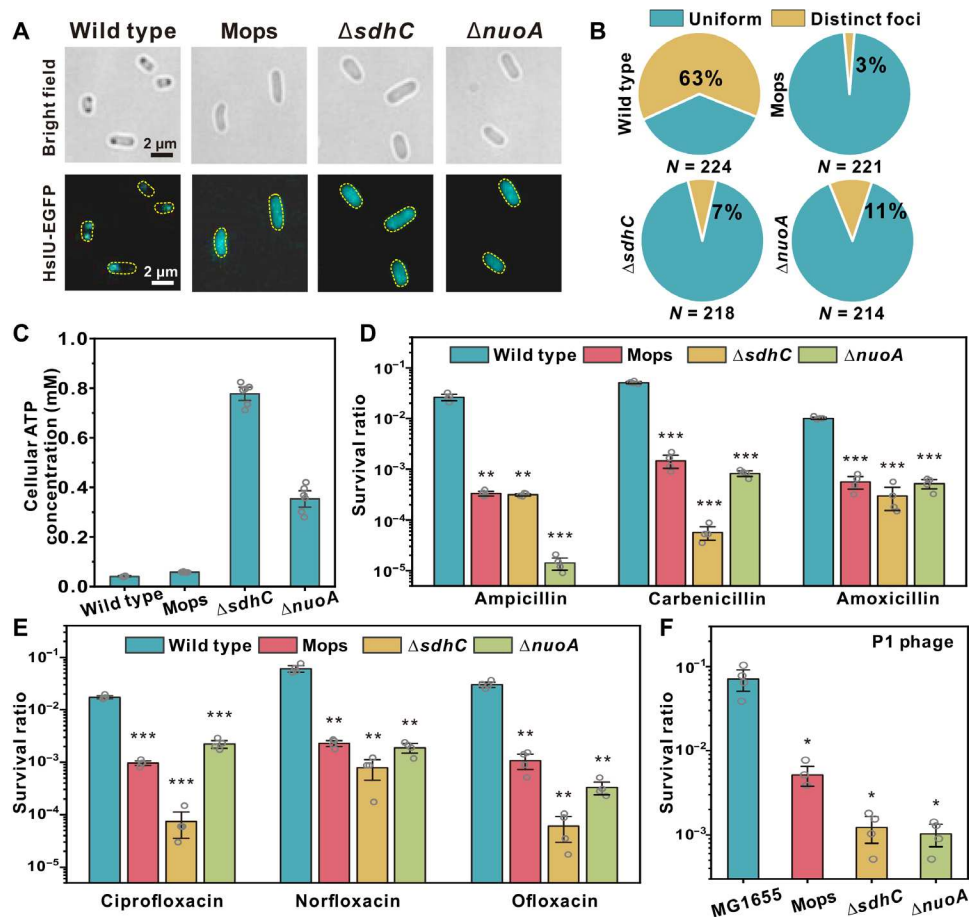 A
Wild type
Mops
ΔsdhC
ΔnuoA
Bright field
2 μm
HslU-EGFP
2 μm
B
Uniform
Distinct foci
Wild type
63%
N = 224
Mops
3%
N = 221
ΔsdhC
7%
N = 218
ΔnuoA
11%
N = 214
C
Cellular ATP
concentration (mM)
1.0
0.8
0.6
0.4
0.2
0.0
Wild type
Mops
ΔsdhC
ΔnuoA
D
Wild type
Mops
ΔsdhC
ΔnuoA
Survival ratio
10⁻¹
10⁻²
10⁻³
10⁻⁴
10⁻⁵
**
**
***
***
***
***
***
***
***
Ampicillin
Carbenicillin
Amoxicillin
E
Wild type
Mops
ΔsdhC
ΔnuoA
Survival ratio
10⁻¹
10⁻²
10⁻³
10⁻⁴
10⁻⁵
***
***
***
**
**
**
**
**
**
Ciprofloxacin
Norfloxacin
Ofloxacin
F
P1 phage
Survival ratio
10⁻¹
10⁻²
10⁻³
*
*
*
MG1655
Mops
ΔsdhC
ΔnuoA